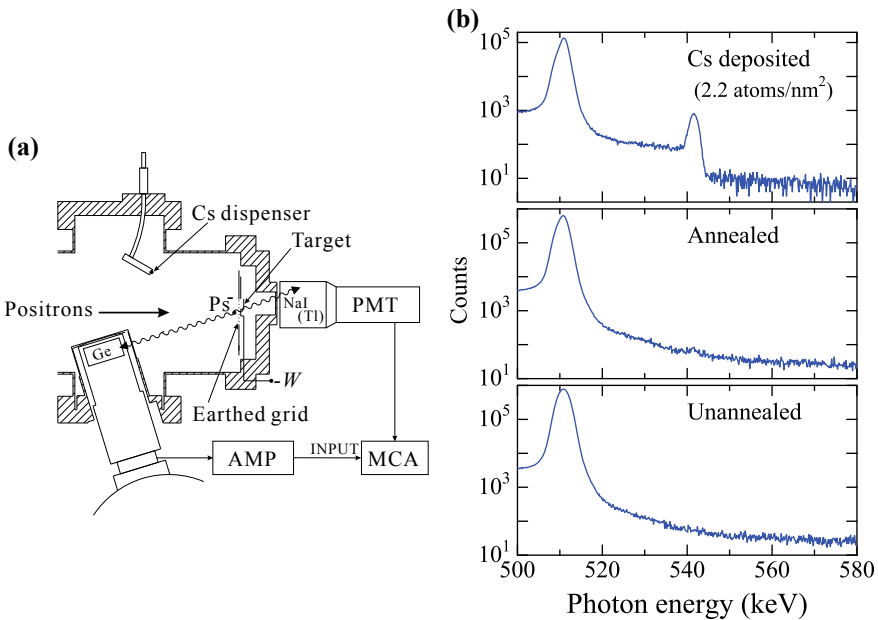 (a)
Cs dispenser
Target
Positrons
Ps⁻
NaI
(Tl)
PMT
Ge
-W
Earthed grid
AMP
INPUT
MCA
(b)
10⁵
10³
10¹
Cs deposited
(2.2 atoms/nm²)
10⁵
10³
10¹
Annealed
10⁵
10³
10¹
Unannealed
Counts
500 520 540 560 580
Photon energy (keV)